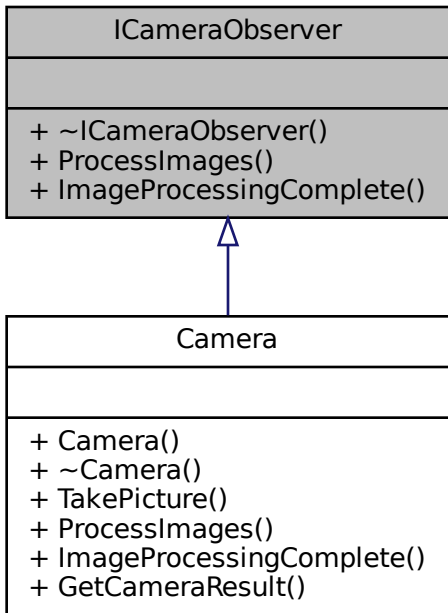 ICameraObserver
+ ~ICameraObserver()
+ ProcessImages()
+ ImageProcessingComplete()
Camera
+ Camera()
+ ~Camera()
+ TakePicture()
+ ProcessImages()
+ ImageProcessingComplete()
+ GetCameraResult()